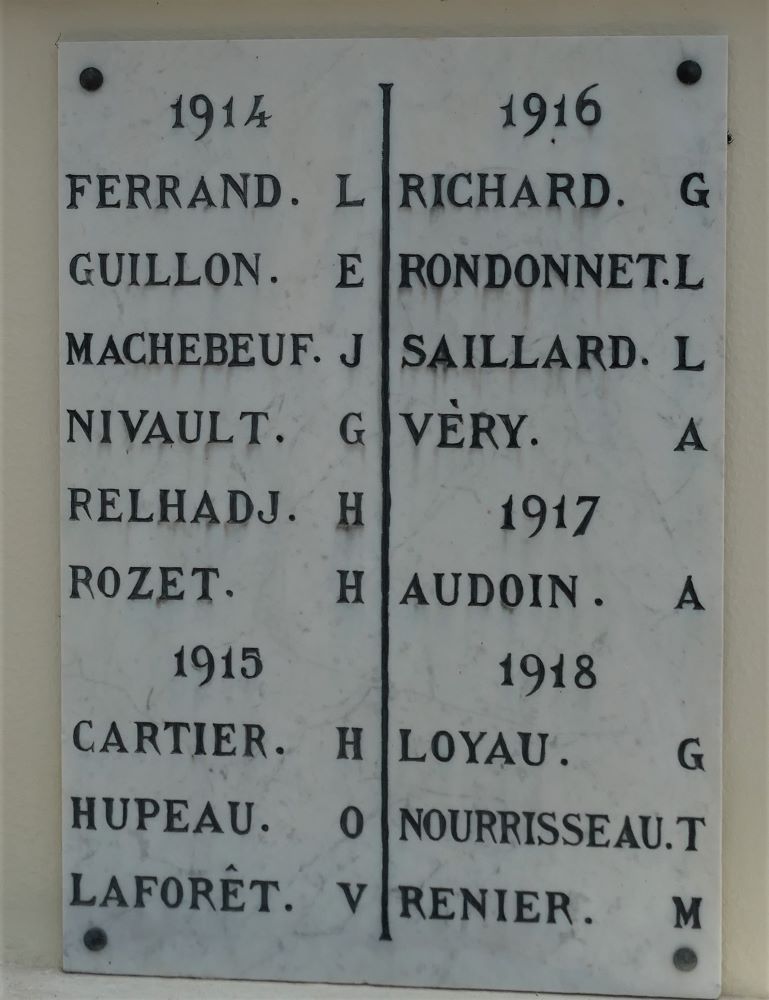 1914
FERRAND. L
GUILLON. E
MACHEBEUF. J
NIVAULT. G
RELHADJ. H
ROZET. H
1915
CARTIER. H
HUPEAU. O
LAFORÊT. V
1916
RICHARD. G
RONDONNET. L
SAILLARD. L
VÈRY. A
1917
AUDOIN. A
1918
LOYAU. G
NOURRISSEAU. T
RENIER. M